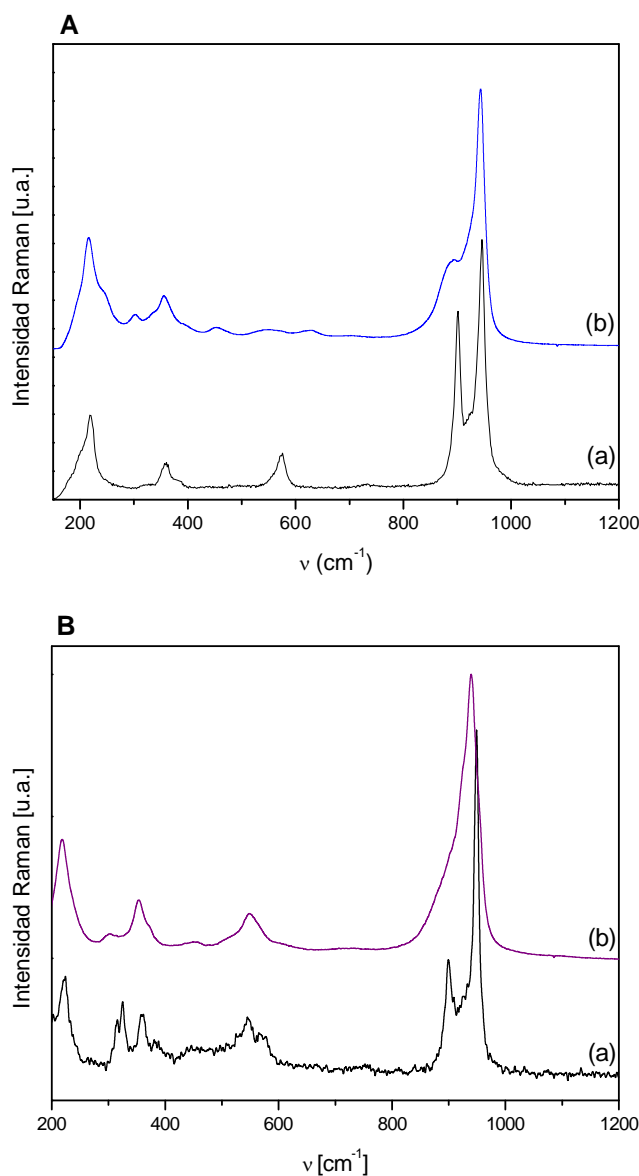 A
Intensidad Raman [u.a.]
(b)
(a)
200 400 600 800 1000 1200
ν (cm⁻¹)
B
Intensidad Raman [u.a.]
(b)
(a)
200 400 600 800 1000 1200
ν [cm⁻¹]